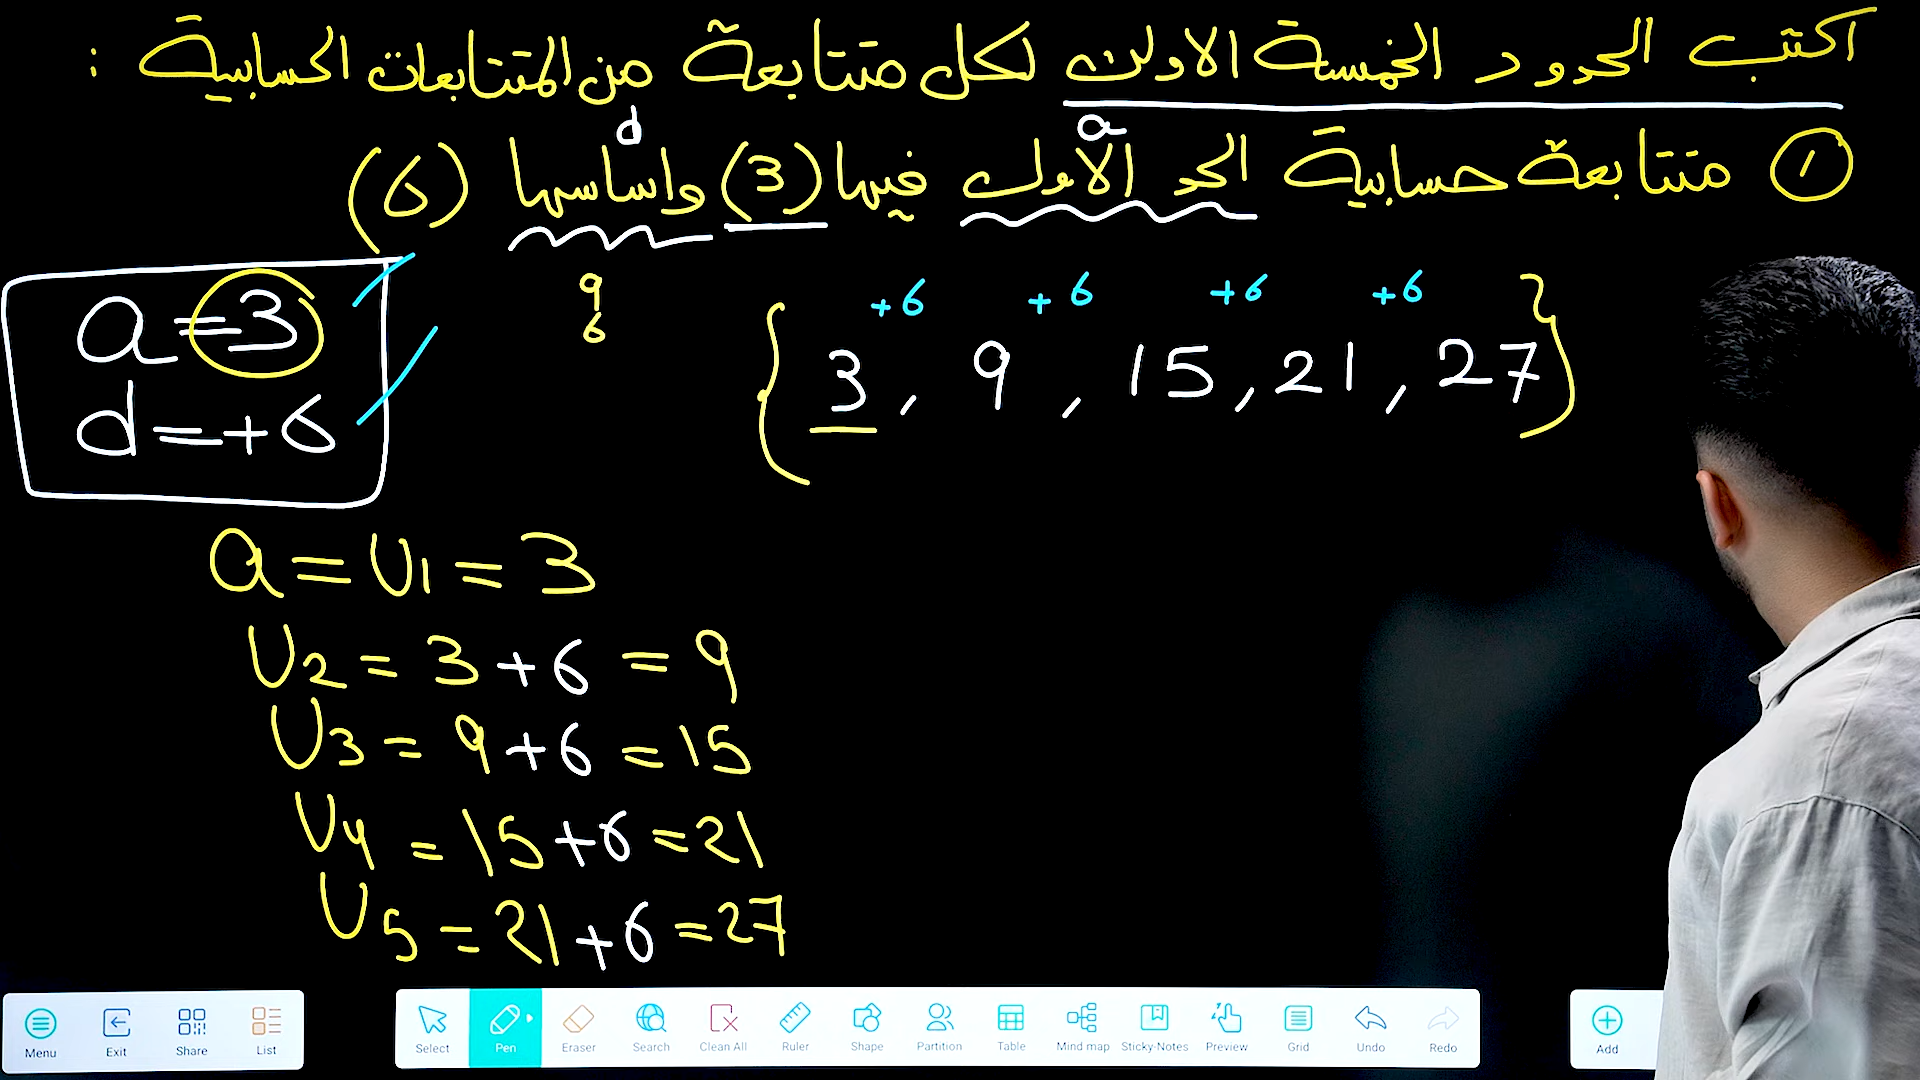 اكتب الحدود الخمسة الاولى لكل متتابعة من المتتابعات الحسابية :
d a
① متتابعة حسابية الحد الاول فيها (3) واساسها (6)
a=3
d=+6
9
6
+6 +6 +6 +6
{3, 9, 15, 21, 27}
a=U1=3
U2=3+6=9
U3=9+6=15
U4=15+6=21
U5=21+6=27
Menu Exit Share List Select Pen Eraser Search Clean All Ruler Shape Partition Table Mind map Sticky-Notes Preview Grid Undo Redo Add